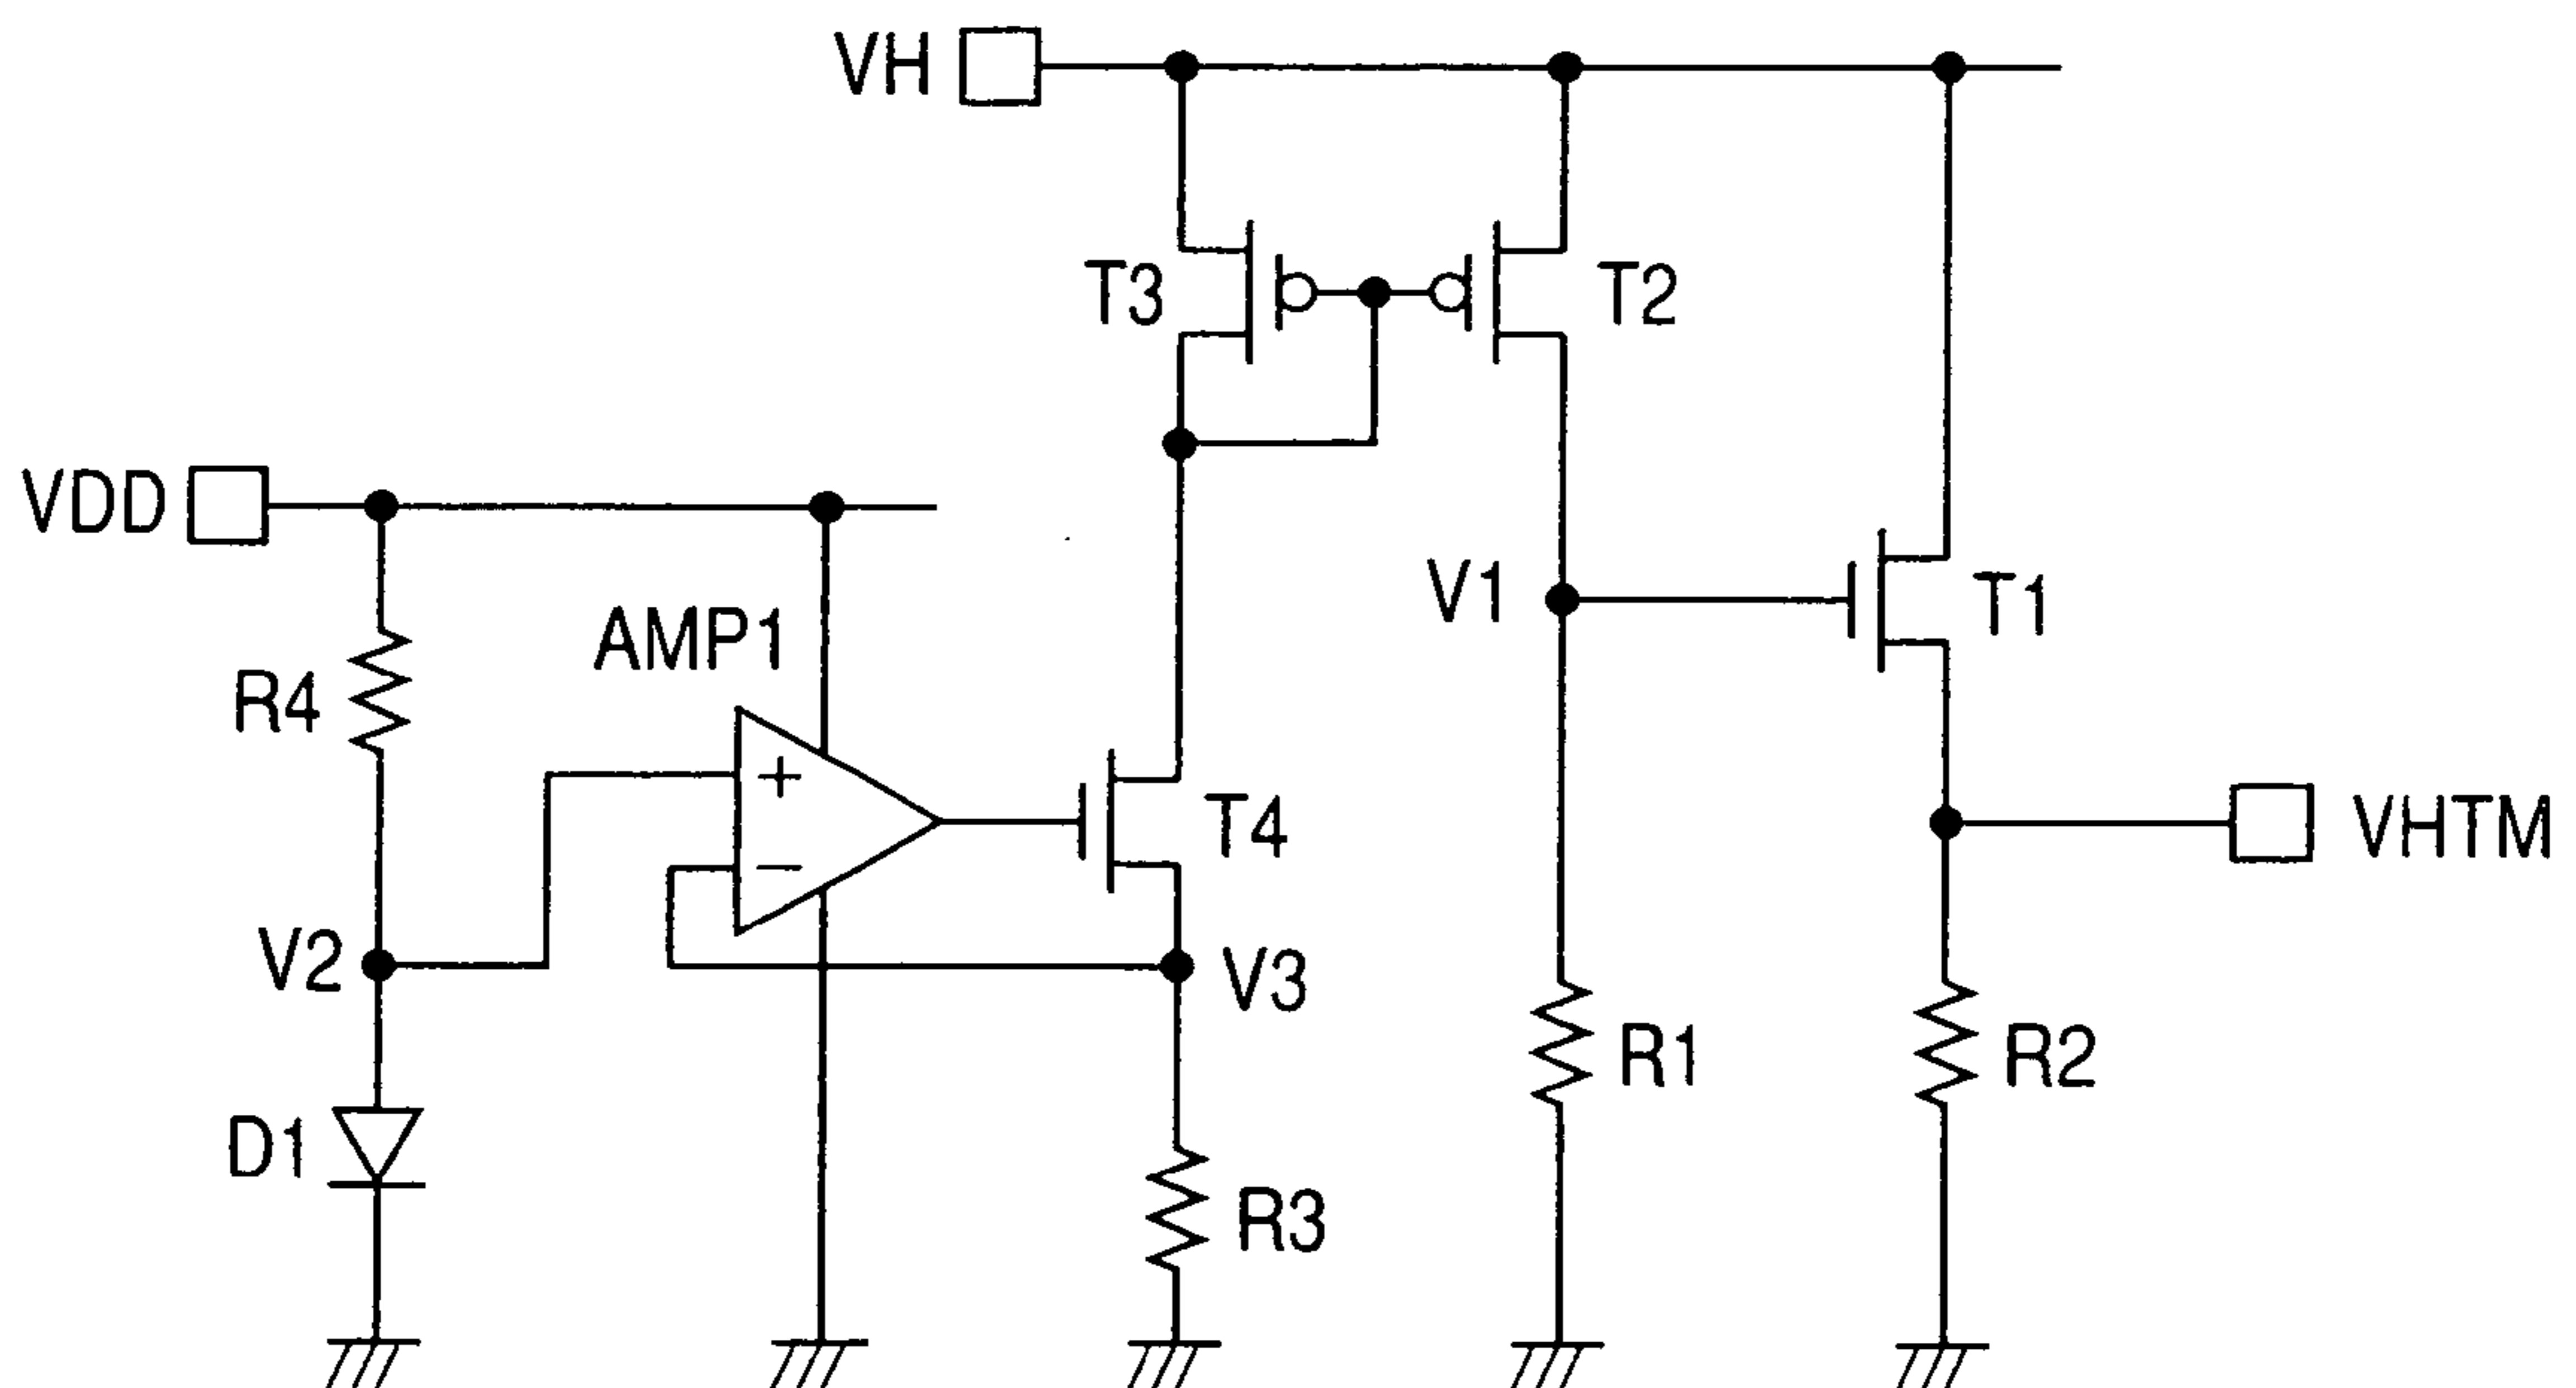 VH
T3
T2
VDD
V1
T1
AMP1
R4
+
T4
VHTM
−
V2
V3
R1
R2
D1
R3